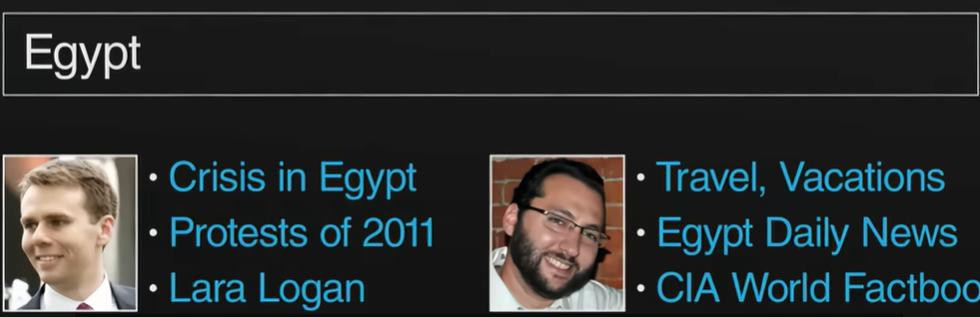 Egypt
• Crisis in Egypt
• Protests of 2011
• Lara Logan
• Travel, Vacations
• Egypt Daily News
• CIA World Factboo